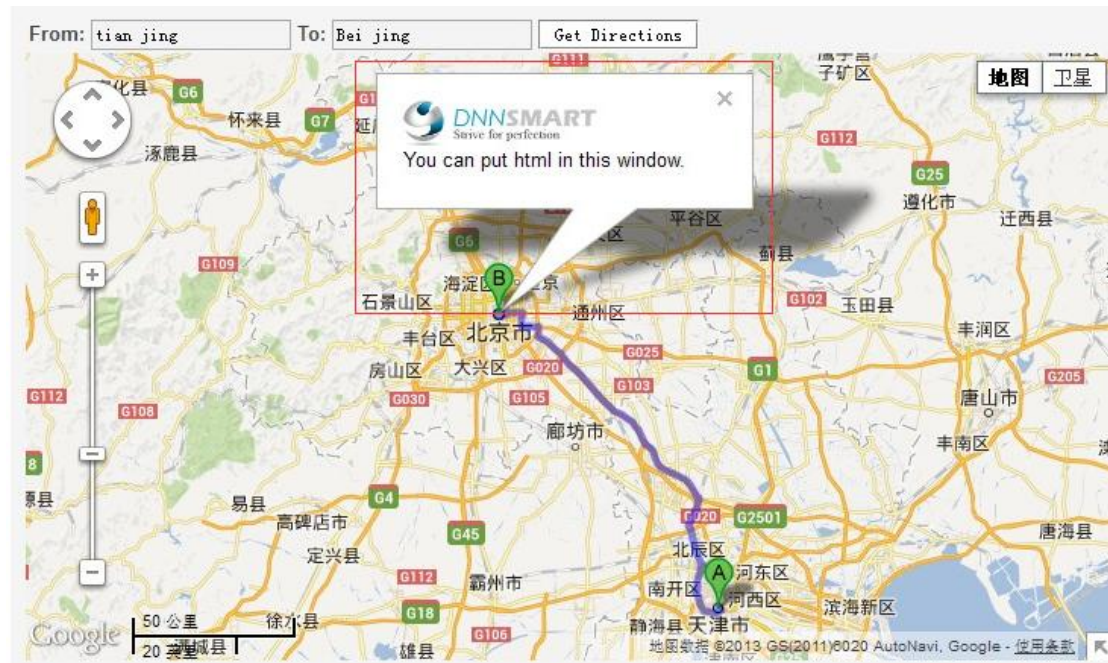 From: tian jing To: Bei jing Get Directions
G111
子矿区
地图 卫星
G6
怀来县 G7
DNNSMART
Strive for perfection
You can put html in this window.
G112
涿鹿县
G25
遵化市
迁西县
平谷区
G6
蓟县
G109
海淀区 B
石景山区
通州区
G102 玉田县
北京市
丰台区
丰润区
G025
房山区 大兴区 G020
G1
G205
G112 G108
G030 G105 G103
唐山市
廊坊市
丰南区
8
易县 G4
高碑店市
G020 G2501
G45
唐海县
定兴县
北辰区
A 河东区
G112 霸州市
南开区 河西区
滨海新区
50 公里 徐水县 G18
静海县 天津市
Google
G106
20 英里
雄县
地图数据 ©2013 GS(2011)6020 AutoNavi, Google - 使用条款